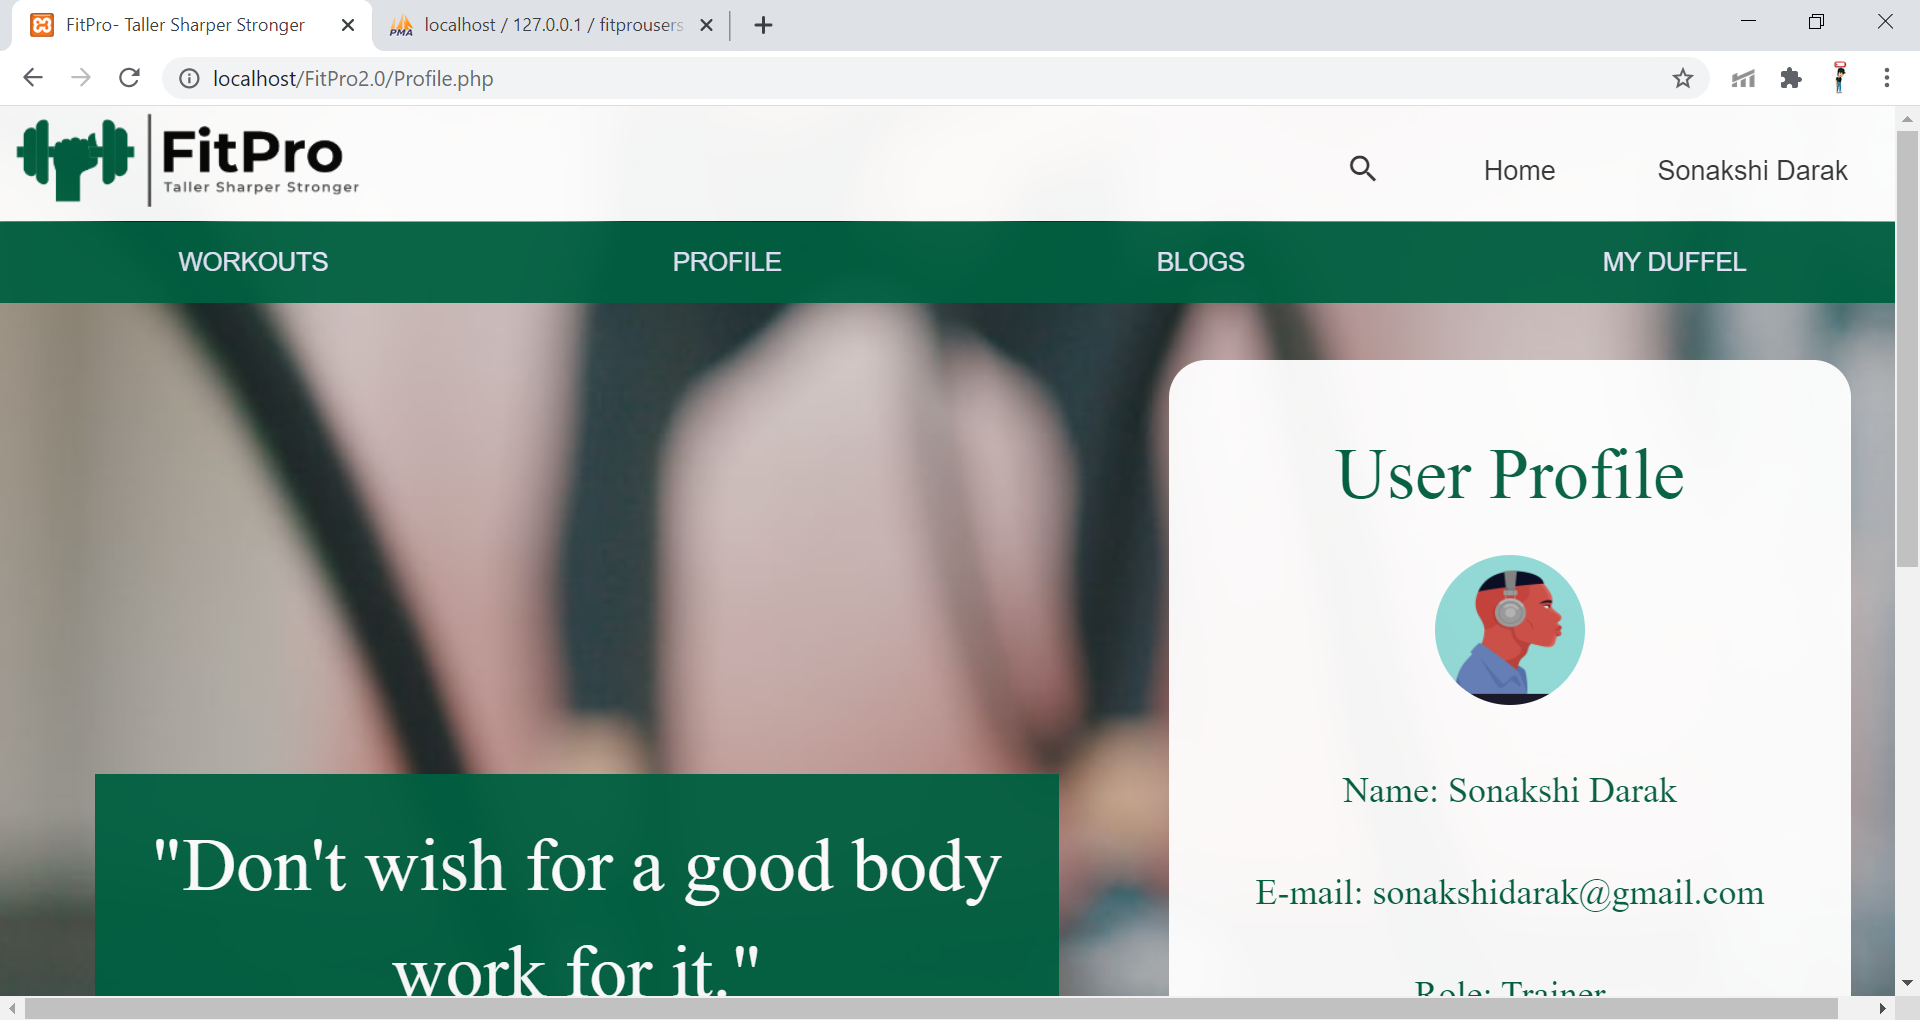 FitPro- Taller Sharper Stronger
PMA localhost / 127.0.0.1 / fitprousers
localhost/FitPro2.0/Profile.php
FitPro
Taller Sharper Stronger
Home
Sonakshi Darak
WORKOUTS
PROFILE
BLOGS
MY DUFFEL
"Don't wish for a good body
work for it."
User Profile
Name: Sonakshi Darak
E-mail: sonakshidarak@gmail.com
Role: Trainer